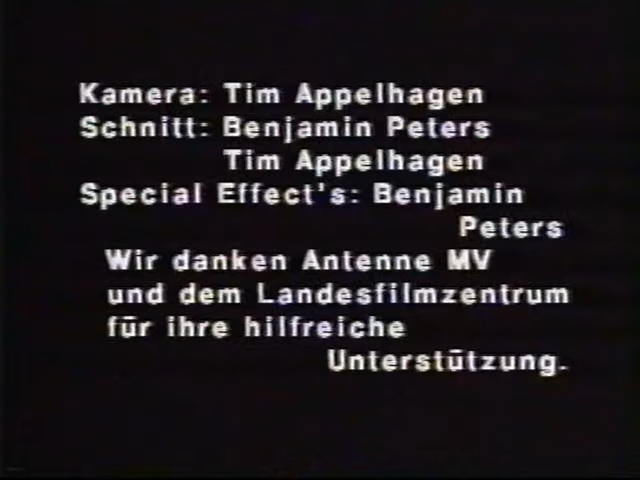 Kamera: Tim Appelhagen
Schnitt: Benjamin Peters
Tim Appelhagen
Special Effect's: Benjamin
Peters
Wir danken Antenne MV
und dem Landesfilmzentrum
für ihre hilfreiche
Unterstützung.